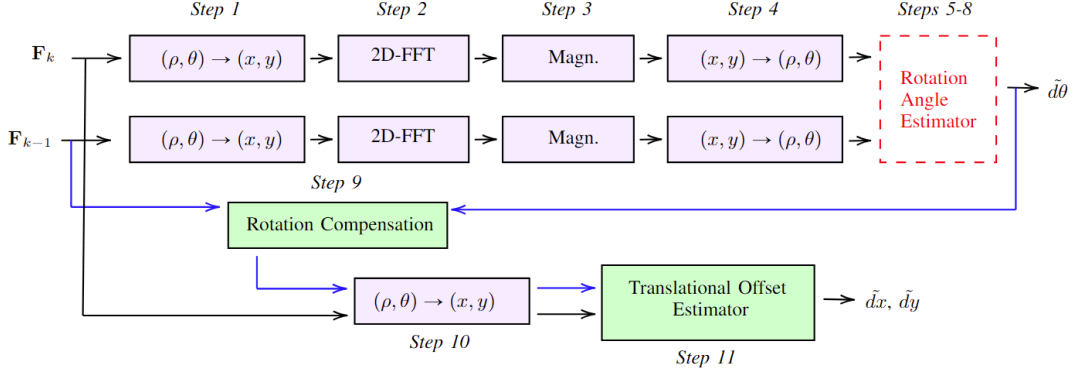 Step 1 Step 2 Step 3 Step 4 Steps 5-8
F_k (ρ, θ) → (x, y) 2D-FFT Magn. (x, y) → (ρ, θ)
Rotation
Angle
Estimator
d̃θ
F_{k−1} (ρ, θ) → (x, y) 2D-FFT Magn. (x, y) → (ρ, θ)
Step 9
Rotation Compensation
(ρ, θ) → (x, y)
Step 10
Translational Offset
Estimator
d̃x, d̃y
Step 11